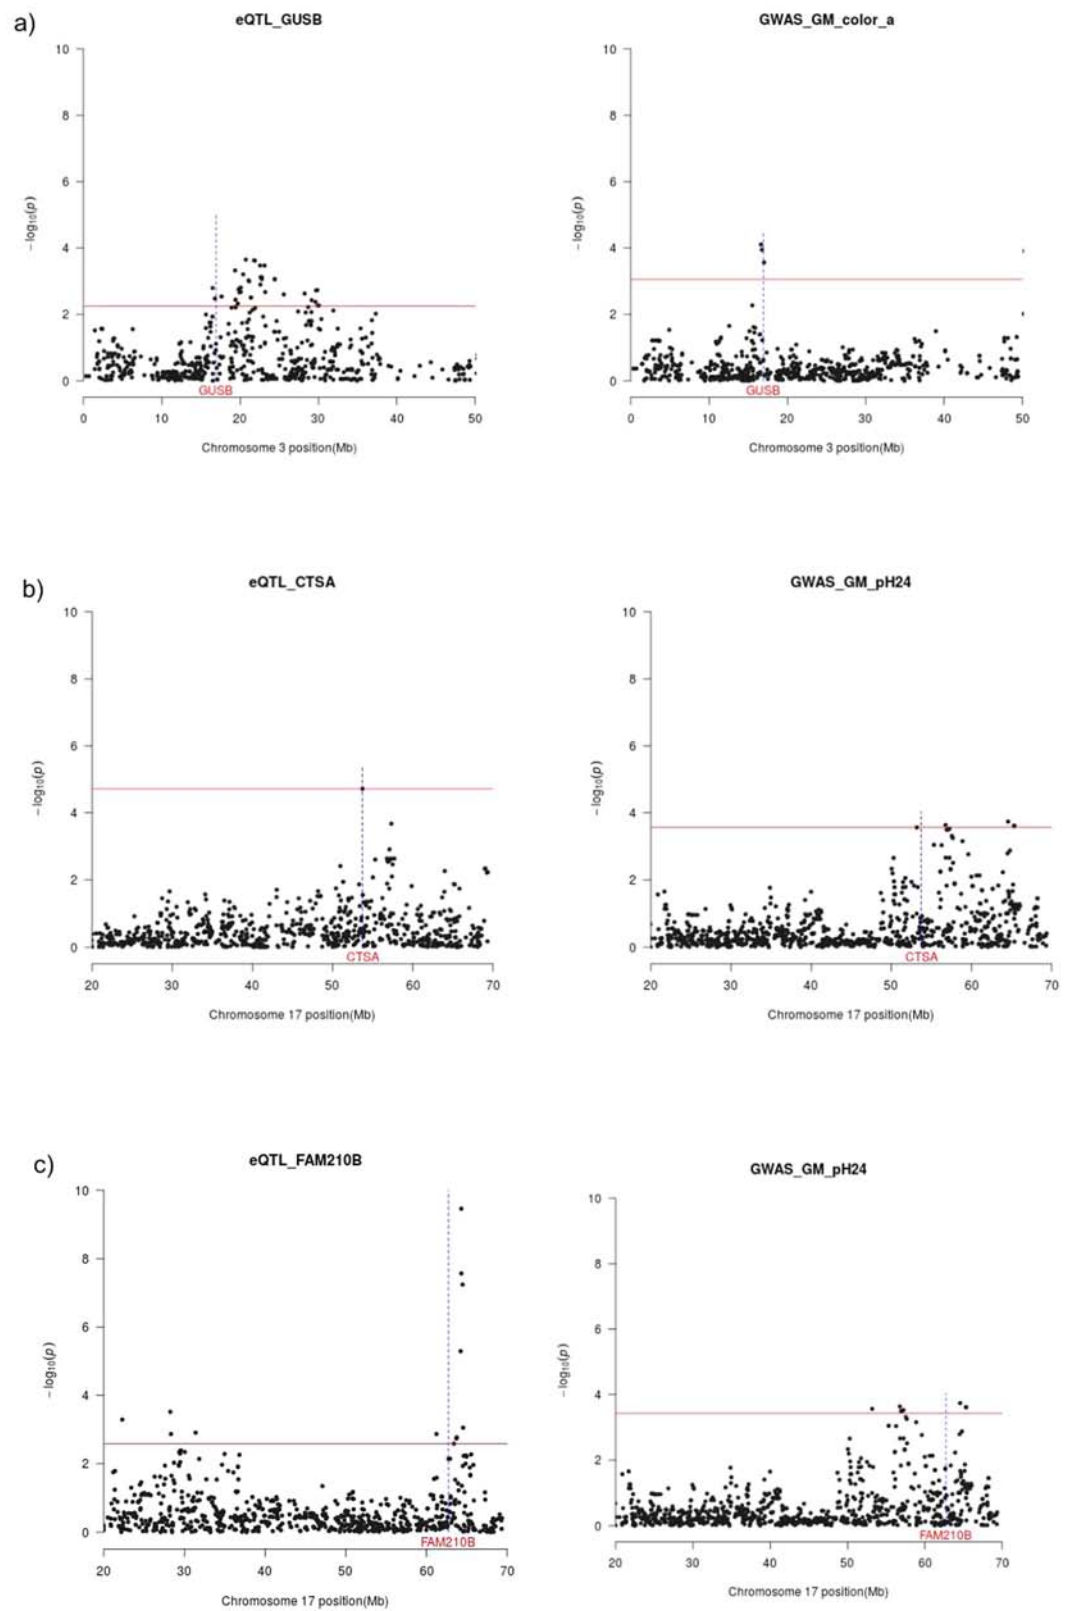 a)
eQTL_GUSB
GWAS_GM_color_a
10
8
6
4
2
0
−log10(p)
GUSB
0 10 20 30 40 50
Chromosome 3 position(Mb)
10
8
6
4
2
0
−log10(p)
GUSB
0 10 20 30 40 50
Chromosome 3 position(Mb)
b)
eQTL_CTSA
GWAS_GM_pH24
10
8
6
4
2
0
−log10(p)
CTSA
20 30 40 50 60 70
Chromosome 17 position(Mb)
10
8
6
4
2
0
−log10(p)
CTSA
20 30 40 50 60 70
Chromosome 17 position(Mb)
c)
eQTL_FAM210B
GWAS_GM_pH24
10
8
6
4
2
0
−log10(p)
FAM210B
20 30 40 50 60 70
Chromosome 17 position(Mb)
10
8
6
4
2
0
−log10(p)
FAM210B
20 30 40 50 60 70
Chromosome 17 position(Mb)